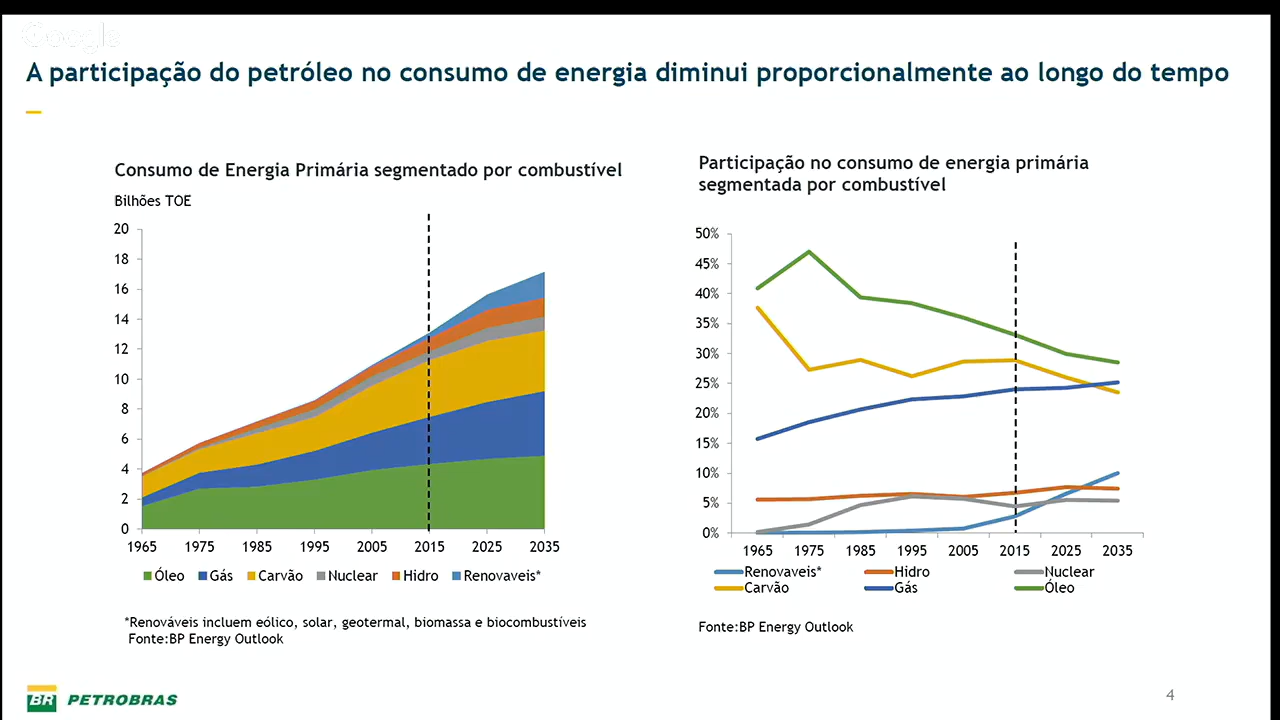 Google
A participação do petróleo no consumo de energia diminui proporcionalmente ao longo do tempo
Consumo de Energia Primária segmentado por combustível
Bilhões TOE
20
18
16
14
12
10
8
6
4
2
0
1965 1975 1985 1995 2005 2015 2025 2035
Óleo Gás Carvão Nuclear Hidro Renovaveis*
*Renováveis incluem eólico, solar, geotermal, biomassa e biocombustíveis
Fonte:BP Energy Outlook
Participação no consumo de energia primária
segmentada por combustível
50%
45%
40%
35%
30%
25%
20%
15%
10%
5%
0%
1965 1975 1985 1995 2005 2015 2025 2035
Renovaveis* Hidro Nuclear
Carvão Gás Óleo
Fonte:BP Energy Outlook
BR PETROBRAS
4